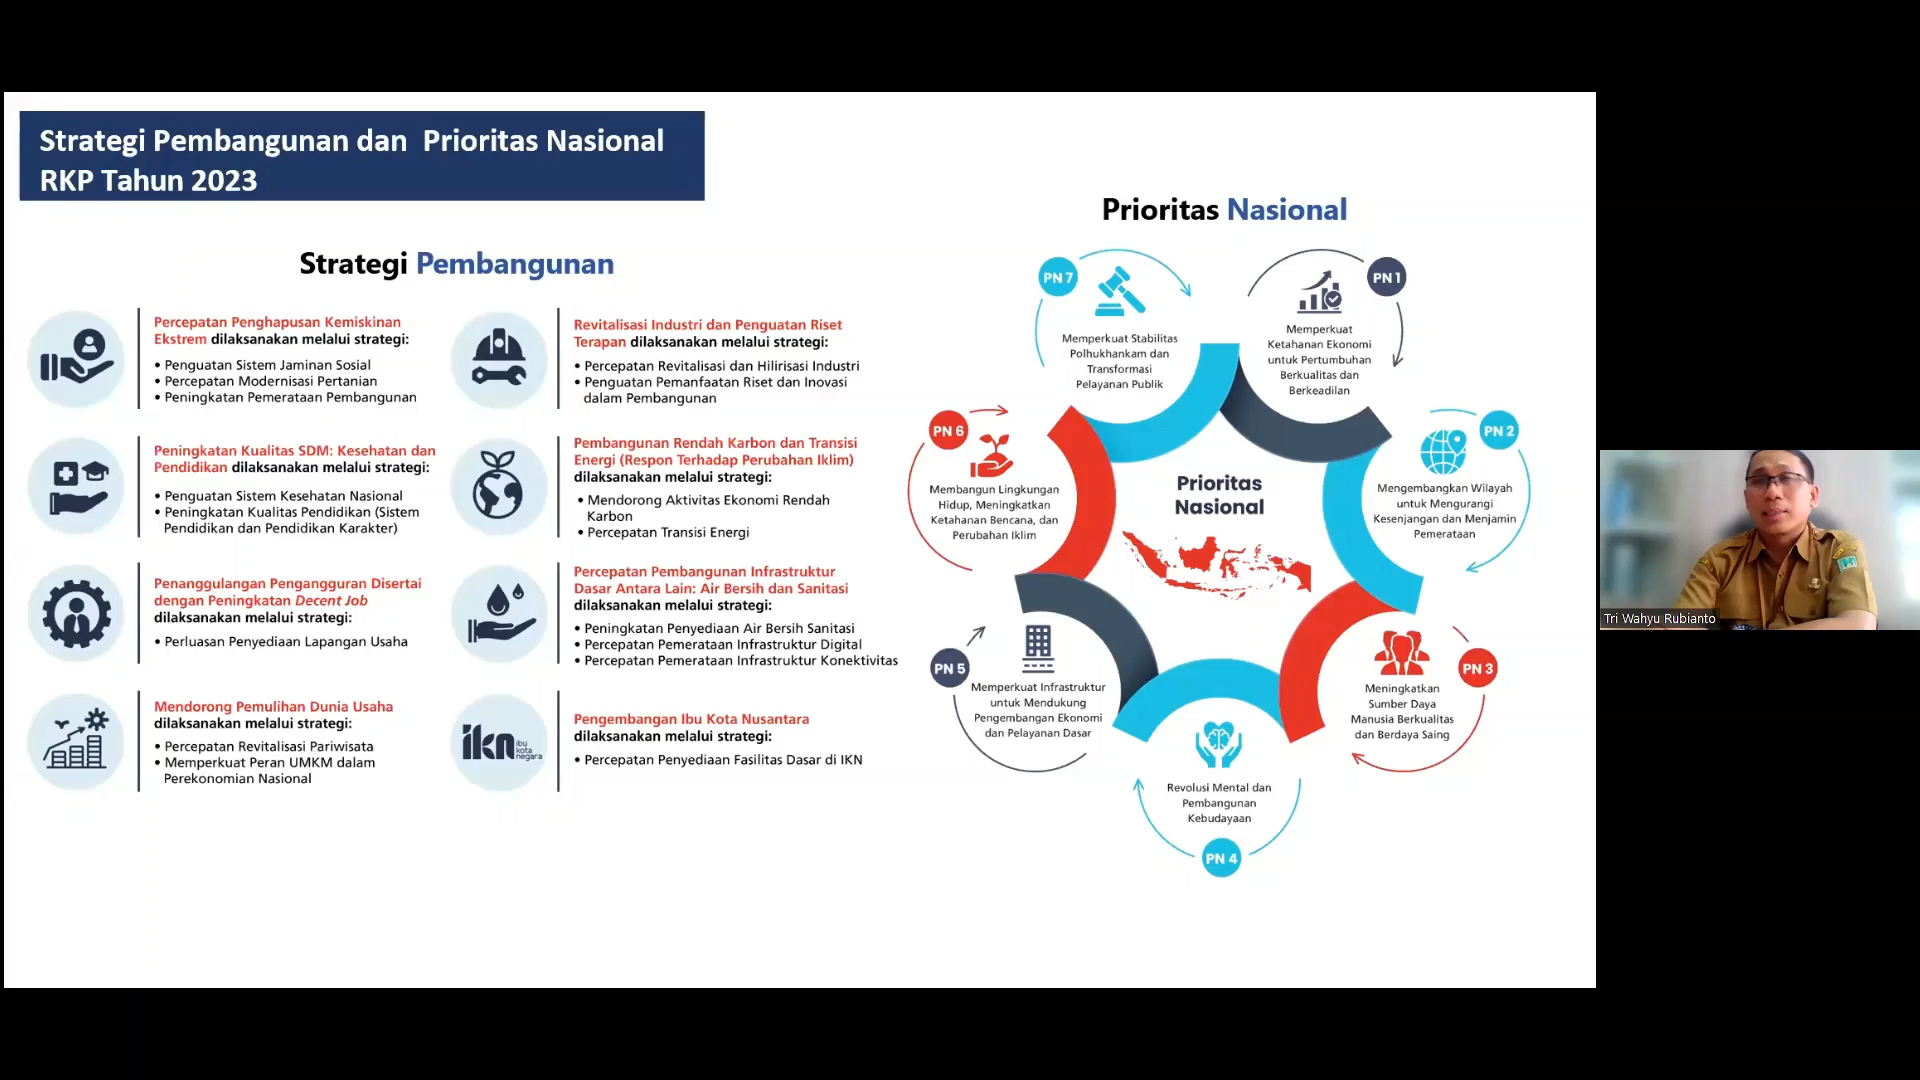 Strategi Pembangunan dan Prioritas Nasional
RKP Tahun 2023
Strategi Pembangunan
Percepatan Penghapusan Kemiskinan
Ekstrem dilaksanakan melalui strategi:
• Penguatan Sistem Jaminan Sosial
• Percepatan Modernisasi Pertanian
• Peningkatan Pemerataan Pembangunan
Peningkatan Kualitas SDM: Kesehatan dan
Pendidikan dilaksanakan melalui strategi:
• Penguatan Sistem Kesehatan Nasional
• Peningkatan Kualitas Pendidikan (Sistem
Pendidikan dan Pendidikan Karakter)
Penanggulangan Pengangguran Disertai
dengan Peningkatan Decent Job
dilaksanakan melalui strategi:
• Perluasan Penyediaan Lapangan Usaha
Mendorong Pemulihan Dunia Usaha
dilaksanakan melalui strategi:
• Percepatan Revitalisasi Pariwisata
• Memperkuat Peran UMKM dalam
Perekonomian Nasional
Revitalisasi Industri dan Penguatan Riset
Terapan dilaksanakan melalui strategi:
• Percepatan Revitalisasi dan Hilirisasi Industri
• Penguatan Pemanfaatan Riset dan Inovasi
dalam Pembangunan
Pembangunan Rendah Karbon dan Transisi
Energi (Respon Terhadap Perubahan Iklim)
dilaksanakan melalui strategi:
• Mendorong Aktivitas Ekonomi Rendah
Karbon
• Percepatan Transisi Energi
Percepatan Pembangunan Infrastruktur
Dasar Antara Lain: Air Bersih dan Sanitasi
dilaksanakan melalui strategi:
• Peningkatan Penyediaan Air Bersih Sanitasi
• Percepatan Pemerataan Infrastruktur Digital
• Percepatan Pemerataan Infrastruktur Konektivitas
ikn ibu
kota
negara
Pengembangan Ibu Kota Nusantara
dilaksanakan melalui strategi:
• Percepatan Penyediaan Fasilitas Dasar di IKN
Prioritas Nasional
PN 1
Memperkuat
Ketahanan Ekonomi
untuk Pertumbuhan
Berkualitas dan
Berkeadilan
PN 2
Mengembangkan Wilayah
untuk Mengurangi
Kesenjangan dan Menjamin
Pemerataan
PN 3
Meningkatkan
Sumber Daya
Manusia Berkualitas
dan Berdaya Saing
PN 4
Revolusi Mental dan
Pembangunan
Kebudayaan
PN 5
Memperkuat Infrastruktur
untuk Mendukung
Pengembangan Ekonomi
dan Pelayanan Dasar
PN 6
Membangun Lingkungan
Hidup, Meningkatkan
Ketahanan Bencana, dan
Perubahan Iklim
PN 7
Memperkuat Stabilitas
Polhukhankam dan
Transformasi
Pelayanan Publik
Prioritas
Nasional
Tri Wahyu Rubianto